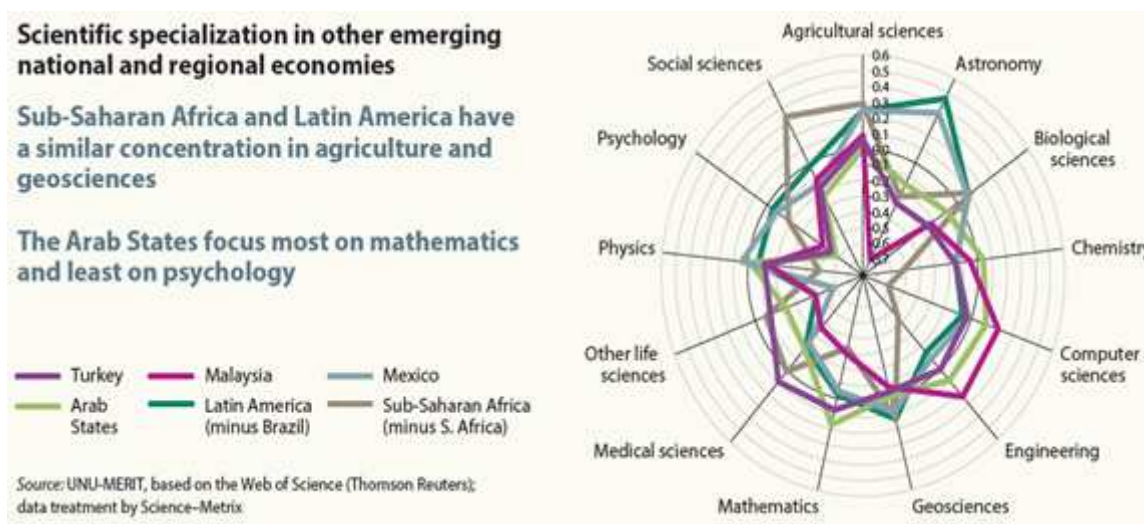 Scientific specialization in other emerging
national and regional economies
Sub-Saharan Africa and Latin America have
a similar concentration in agriculture and
geosciences
The Arab States focus most on mathematics
and least on psychology
Turkey
Malaysia
Mexico
Arab
States
Latin America
(minus Brazil)
Sub-Saharan Africa
(minus S. Africa)
Source: UNU-MERIT, based on the Web of Science (Thomson Reuters);
data treatment by Science–Metrix
Agricultural sciences
0.6
0.5
0.4
0.3
0.2
0.1
0.0
Astronomy
Biological
sciences
Chemistry
Computer
sciences
Engineering
Geosciences
Mathematics
Medical sciences
Other life
sciences
Physics
Psychology
Social sciences